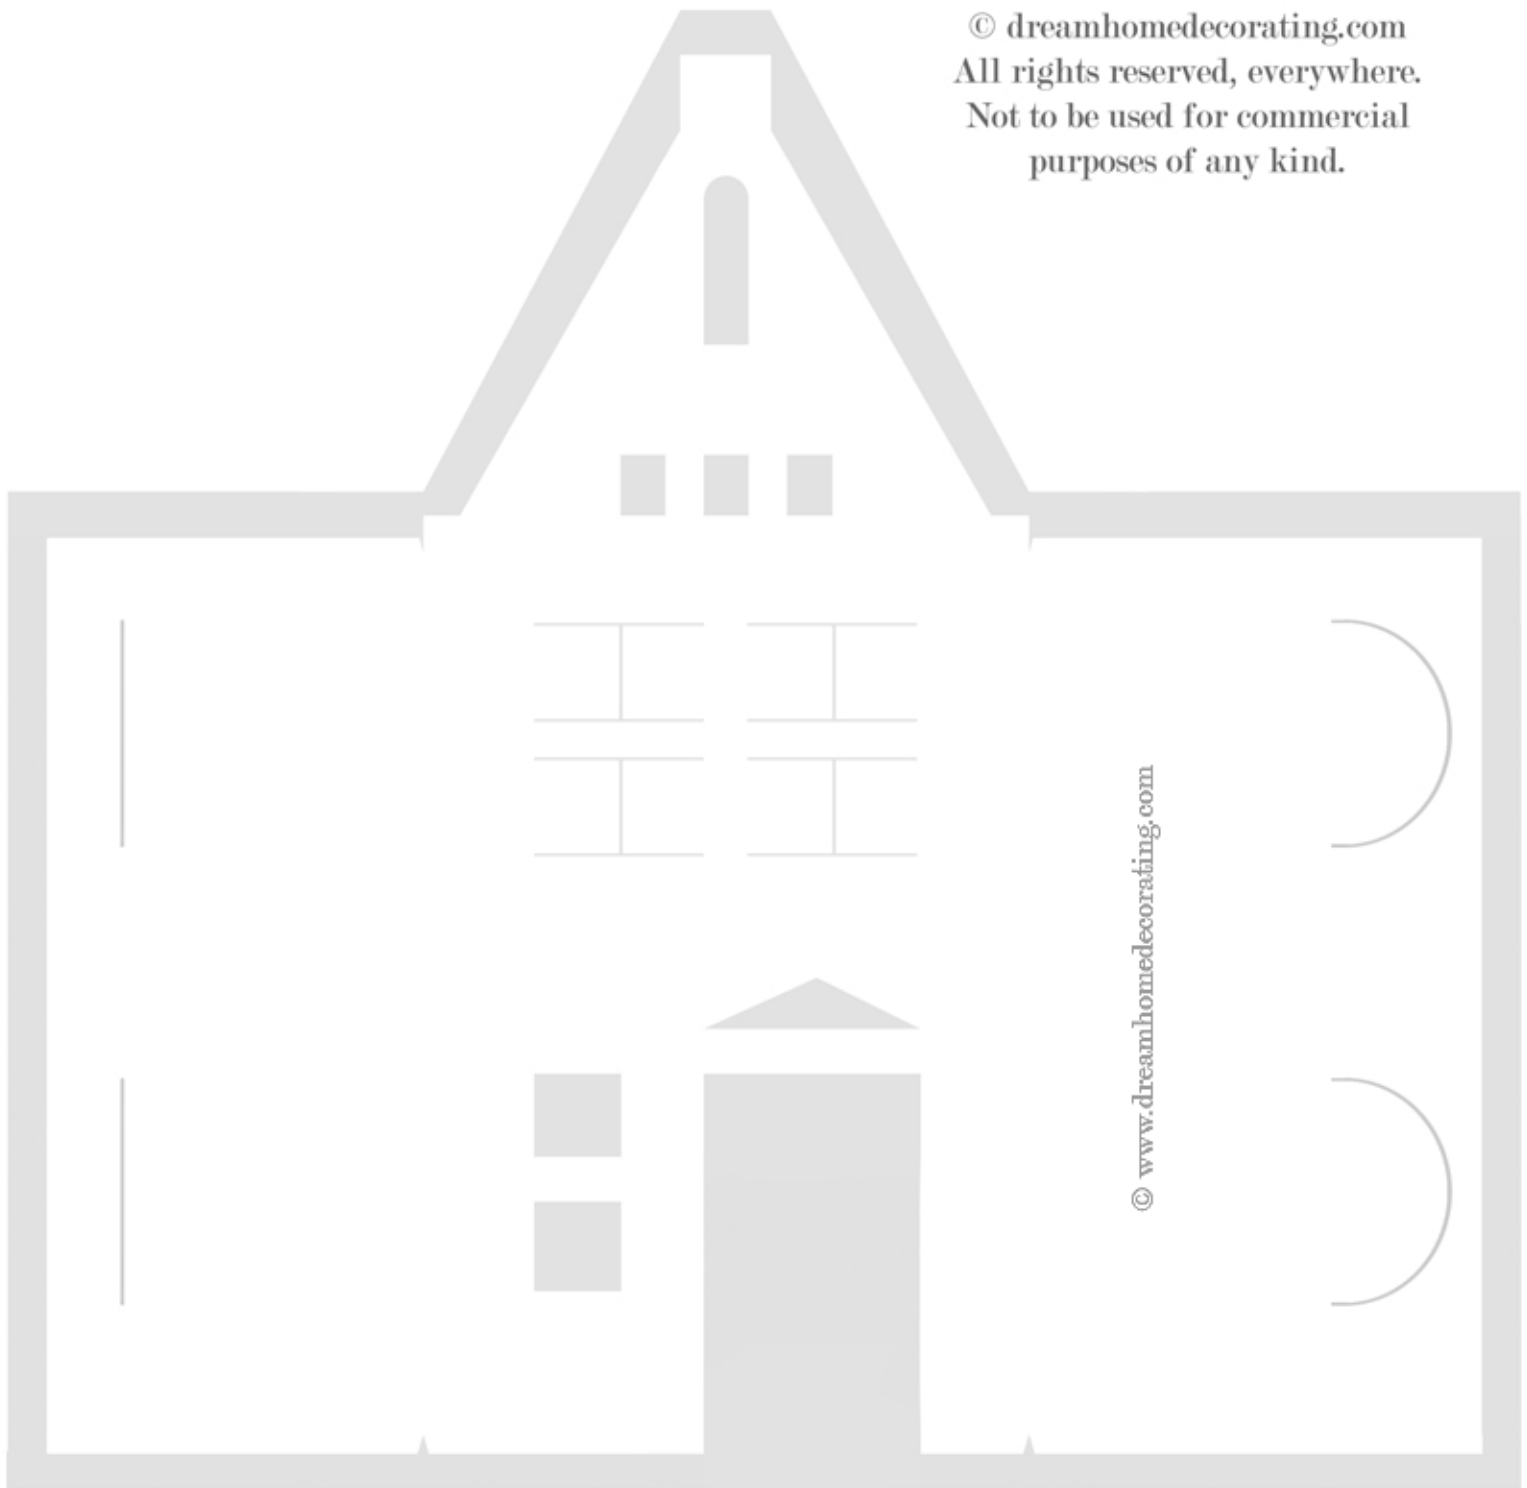 © dreamhomedecorating.com
All rights reserved, everywhere.
Not to be used for commercial
purposes of any kind.
© www.dreamhomedecorating.com